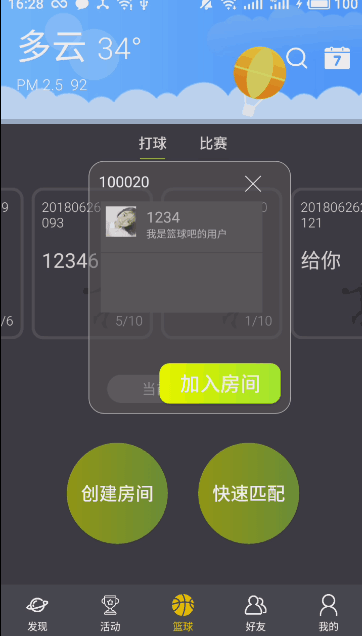 16:28
100
多云 34°
PM 2.5 92
7
打球 比赛
100020
1234
我是篮球吧的用户
9
20180626
093
12346
5/10
1/10
/6
0
20180626
121
给你
加入房间
创建房间 快速匹配
发现 活动 篮球 好友 我的